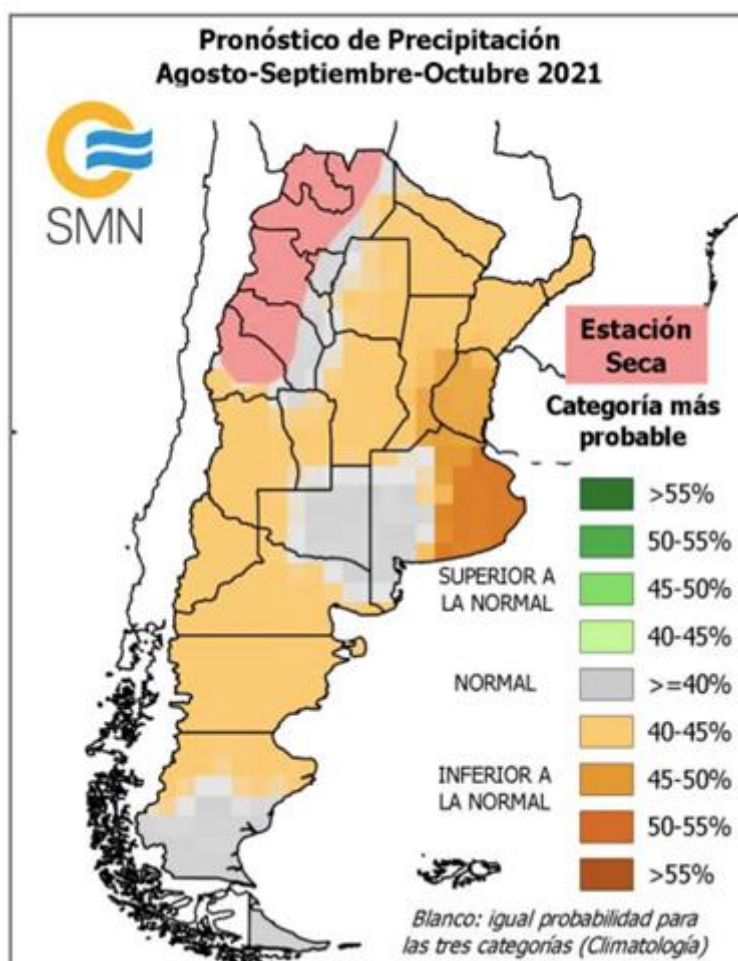 Pronóstico de Precipitación
Agosto-Septiembre-Octubre 2021
SMN
Estación
Seca
Categoría más
probable
>55%
50-55%
SUPERIOR A
LA NORMAL
45-50%
40-45%
NORMAL
>=40%
40-45%
INFERIOR A
LA NORMAL
45-50%
50-55%
>55%
Blanco: igual probabilidad para
las tres categorías (Climatología)